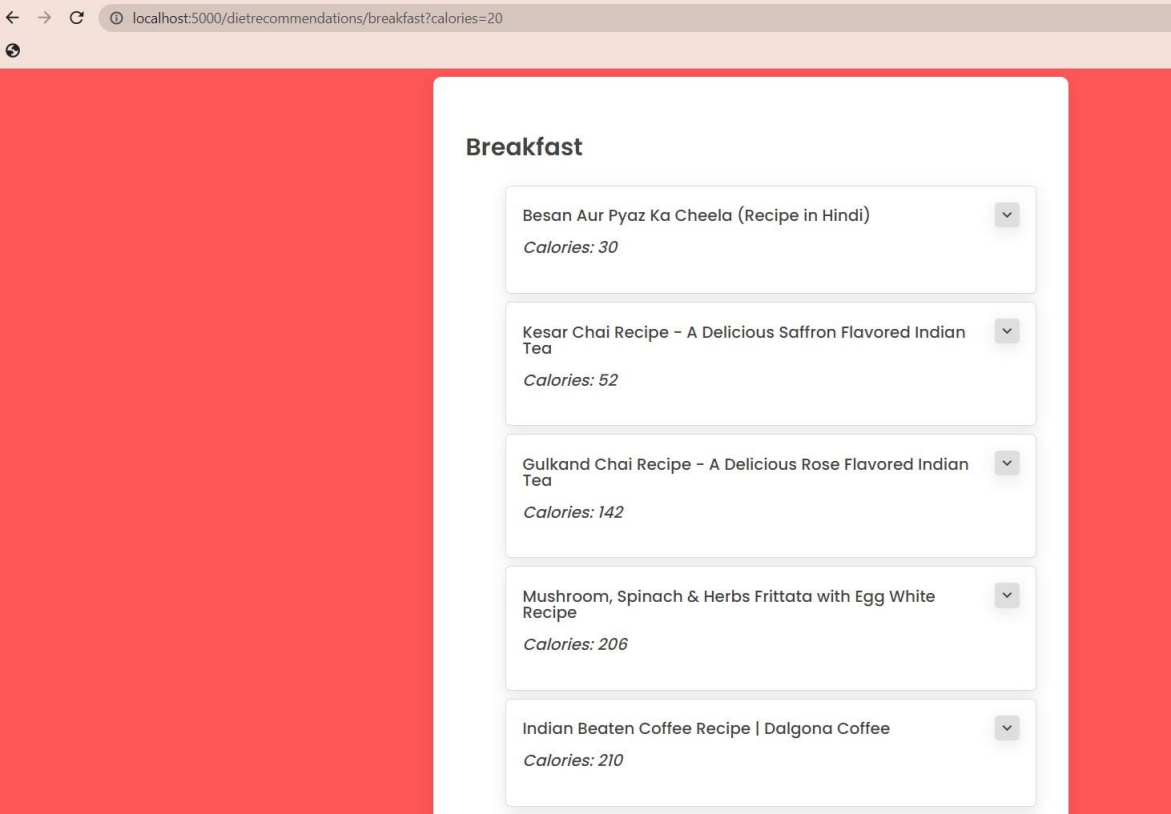 localhost:5000/dietrecommendations/breakfast?calories=20
Breakfast
Besan Aur Pyaz Ka Cheela (Recipe in Hindi)
Calories: 30
Kesar Chai Recipe - A Delicious Saffron Flavored Indian
Tea
Calories: 52
Gulkand Chai Recipe - A Delicious Rose Flavored Indian
Tea
Calories: 142
Mushroom, Spinach & Herbs Frittata with Egg White
Recipe
Calories: 206
Indian Beaten Coffee Recipe | Dalgona Coffee
Calories: 210